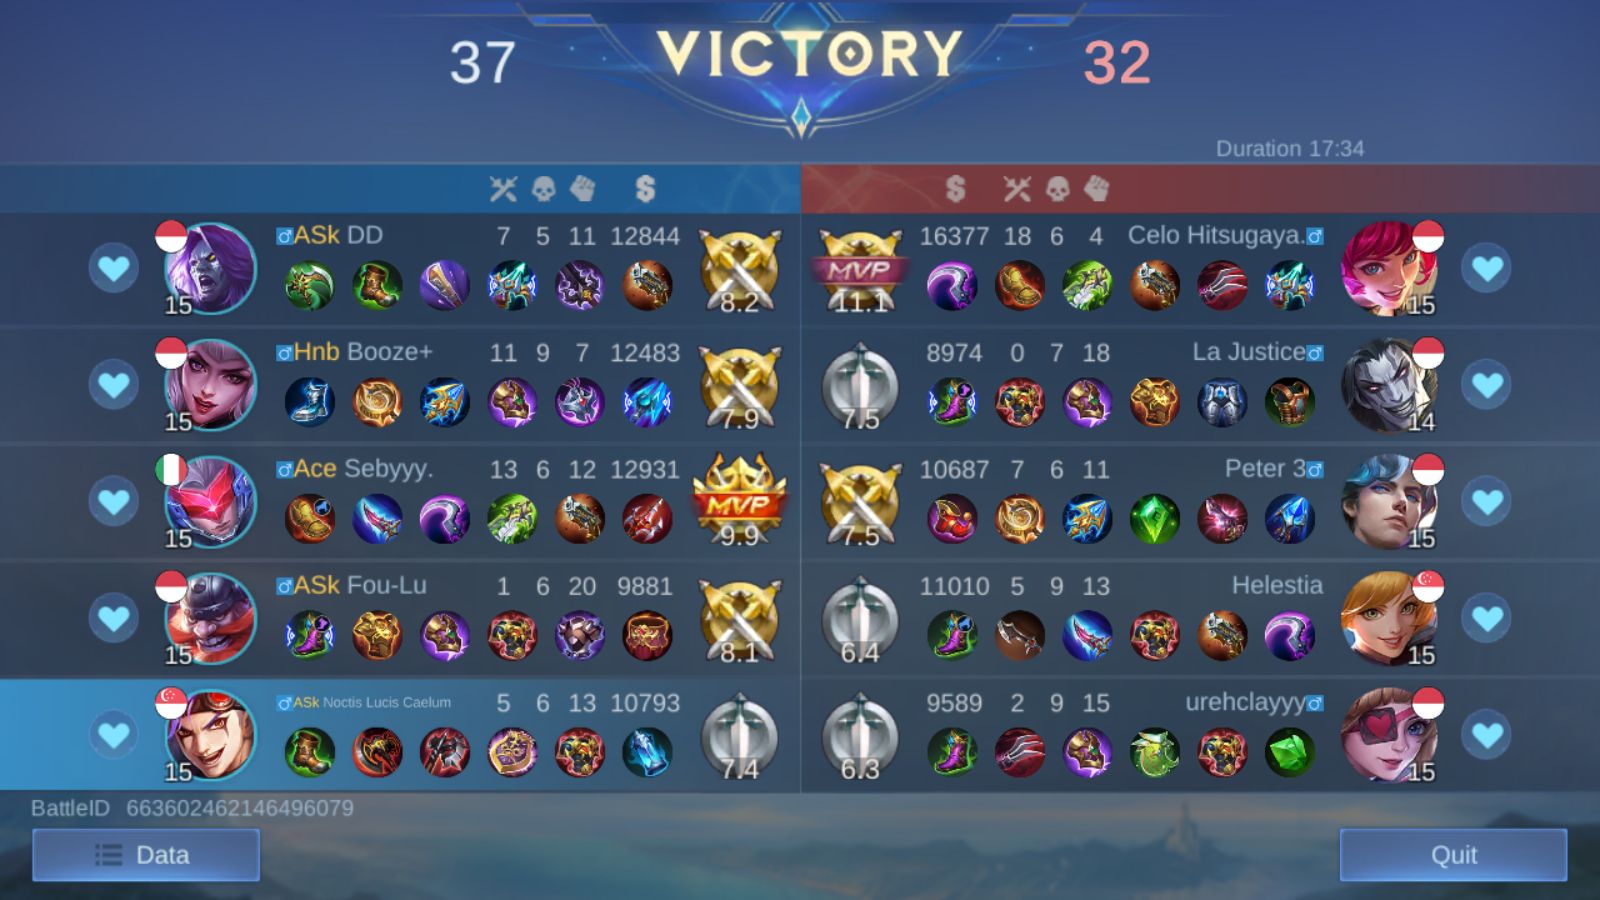 37 VICTORY 32
Duration 17:34
ASk DD 7 5 11 12844
15 8.2
MVP 16377 18 6 4 Celo Hitsugaya.
11.1 15
Hnb Booze+ 11 9 7 12483
15 7.9
8974 0 7 18 La Justice
7.5 14
Ace Sebyyy. 13 6 12 12931 MVP
15 9.9
10687 7 6 11 Peter 3
7.5 15
ASk Fou-Lu 1 6 20 9881
15 8.1
11010 5 9 13 Helestia
6.4 15
ASk Noctis Lucis Caelum 5 6 13 10793
15 7.4
9589 2 9 15 urehclayyy
6.3 15
BattleID 663602462146496079
Data
Quit